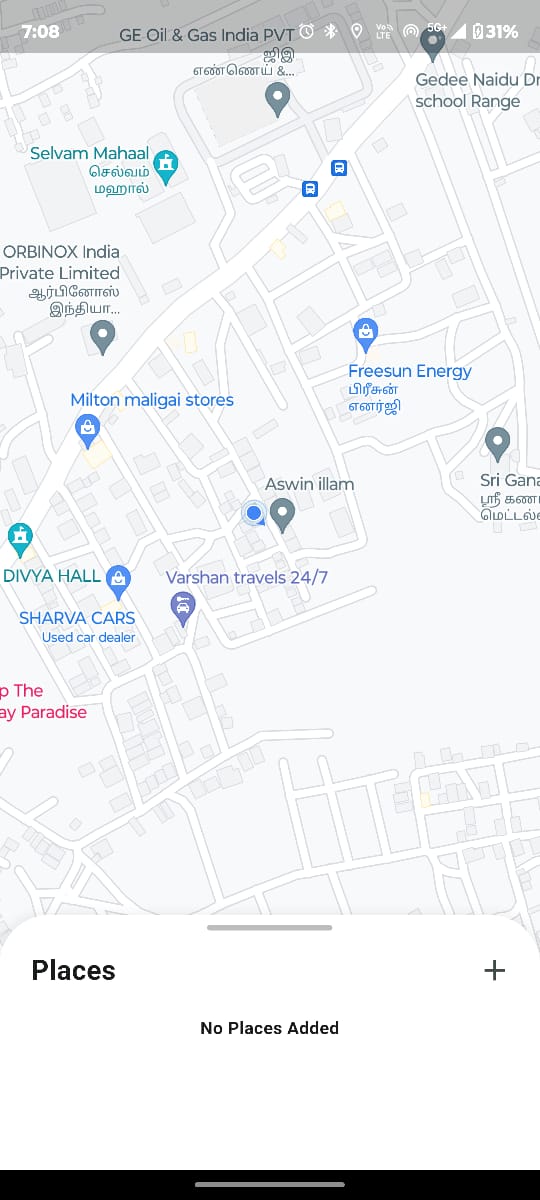 7:08
Vo
LTE
5G+
31%
GE Oil & Gas India PVT
ஜிஇ
எண்ணெய் &...
Gedee Naidu Dr
school Range
Selvam Mahaal
செல்வம்
மஹால்
ORBINOX India
Private Limited
ஆர்பினோஸ்
இந்தியா...
Freesun Energy
பிரீசன்
எனர்ஜி
Milton maligai stores
Aswin illam
Sri Gana
ஸ்ரீ கண
மெட்டல்
DIVYA HALL
Varshan travels 24/7
SHARVA CARS
Used car dealer
p The
ay Paradise
Places
+
No Places Added